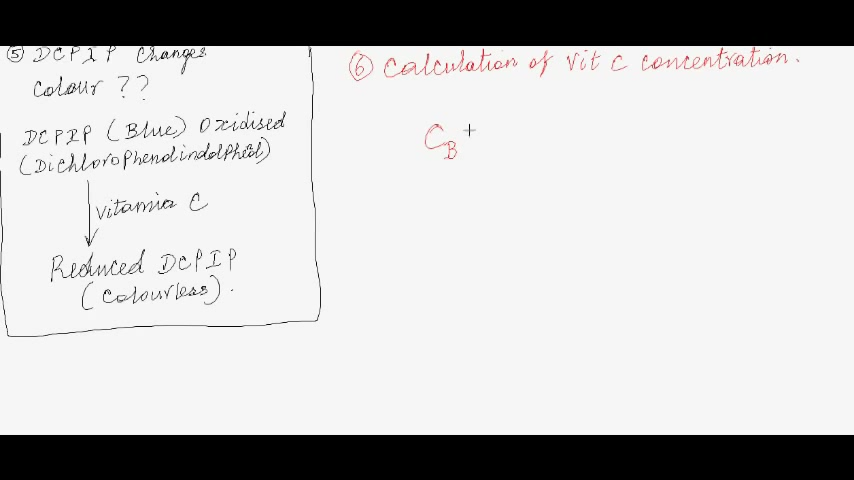 ⑤ DCPIP Changes
Colour ??
DCPIP (Blue) Oxidised
(Dichlorophenolindolphenol)
Vitamin C
Reduced DCPIP
(Colourless).
⑥ Calculation of Vit C concentration.
C_B